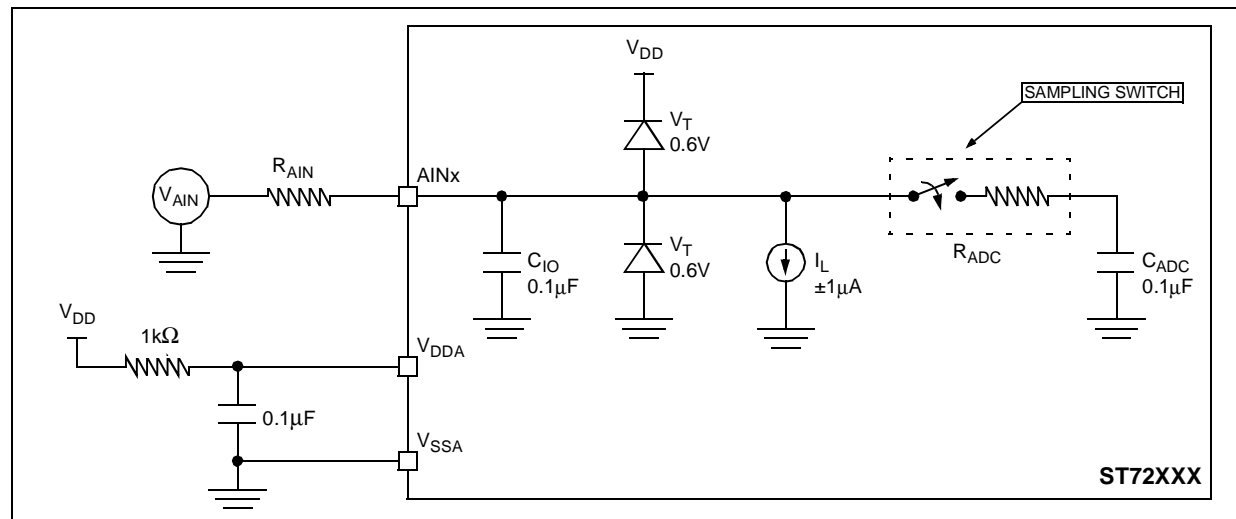 V_DD
SAMPLING SWITCH
V_T
0.6V
R_AIN
AINx
V_AIN
V_T
0.6V
C_IO
0.1µF
I_L
±1µA
R_ADC
C_ADC
0.1µF
V_DD
1kΩ
V_DDA
0.1µF
V_SSA
ST72XXX